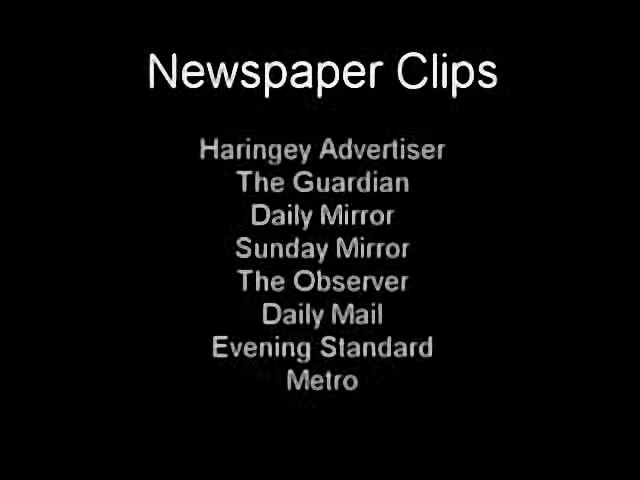 Newspaper Clips
Haringey Advertiser
The Guardian
Daily Mirror
Sunday Mirror
The Observer
Daily Mail
Evening Standard
Metro